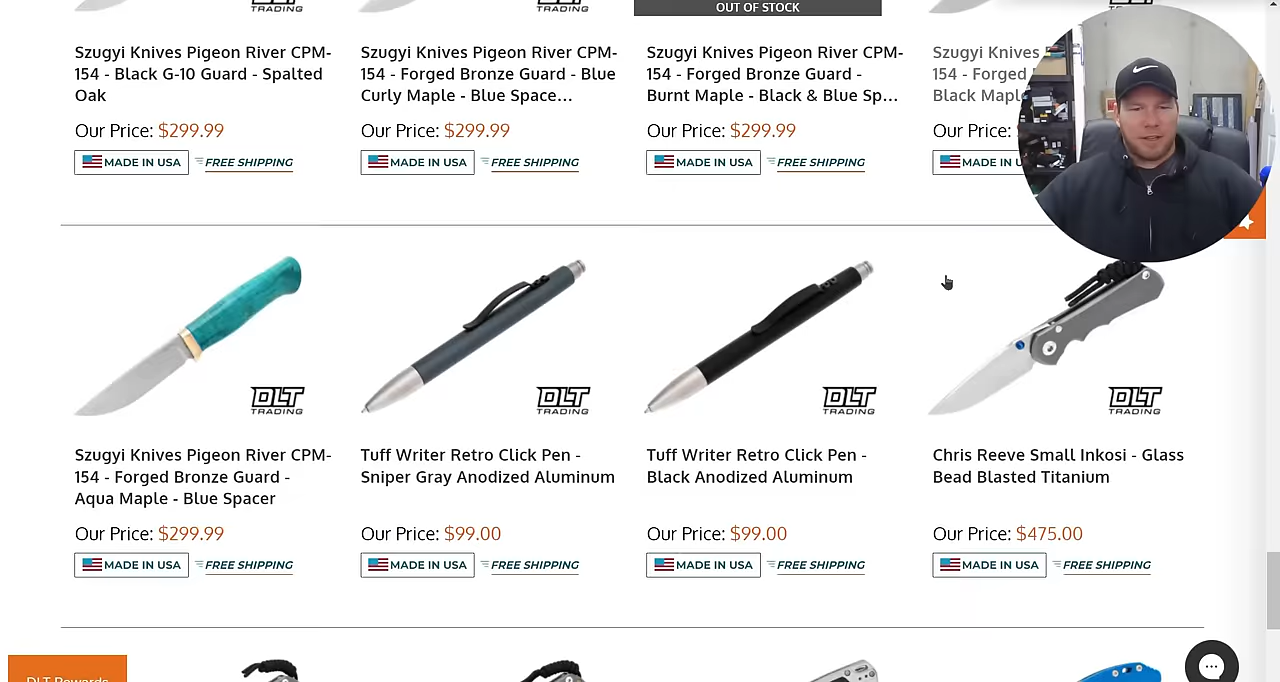 TRADING
TRADING
OUT OF STOCK
TRADING
Szugyi Knives Pigeon River CPM-
154 - Black G-10 Guard - Spalted
Oak
Our Price: $299.99
MADE IN USA
FREE SHIPPING
Szugyi Knives Pigeon River CPM-
154 - Forged Bronze Guard - Blue
Curly Maple - Blue Space...
Our Price: $299.99
MADE IN USA
FREE SHIPPING
Szugyi Knives Pigeon River CPM-
154 - Forged Bronze Guard -
Burnt Maple - Black & Blue Sp...
Our Price: $299.99
MADE IN USA
FREE SHIPPING
Szugyi Knives
154 - Forged
Black Maple
Our Price:
MADE IN
DLT
TRADING
Szugyi Knives Pigeon River CPM-
154 - Forged Bronze Guard -
Aqua Maple - Blue Spacer
Our Price: $299.99
MADE IN USA
FREE SHIPPING
DLT
TRADING
Tuff Writer Retro Click Pen -
Sniper Gray Anodized Aluminum
Our Price: $99.00
MADE IN USA
FREE SHIPPING
DLT
TRADING
Tuff Writer Retro Click Pen -
Black Anodized Aluminum
Our Price: $99.00
MADE IN USA
FREE SHIPPING
DLT
TRADING
Chris Reeve Small Inkosi - Glass
Bead Blasted Titanium
Our Price: $475.00
MADE IN USA
FREE SHIPPING
DLT Rewards